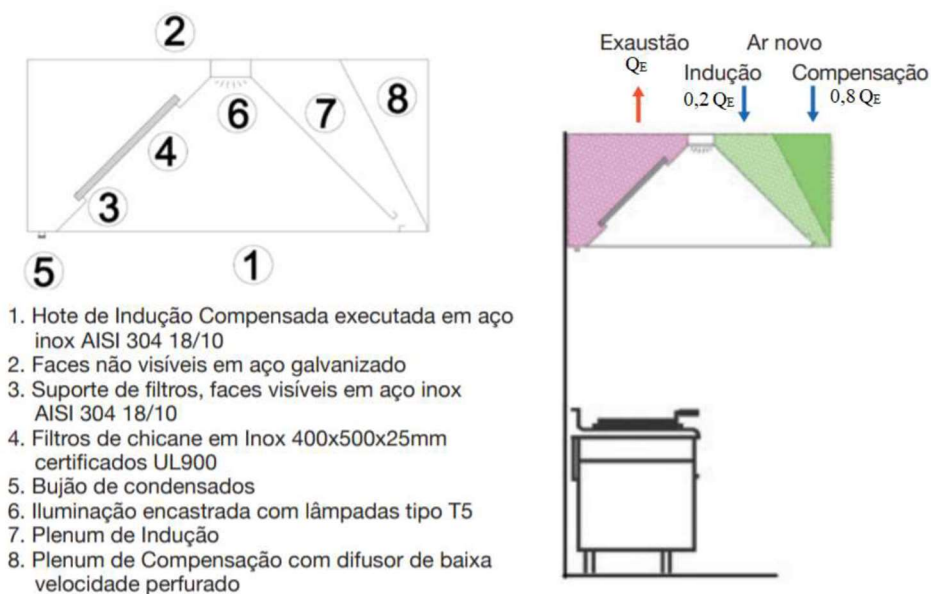 2
8
6
7
4
3
5
1
1. Hote de Indução Compensada executada em aço
inox AISI 304 18/10
2. Faces não visíveis em aço galvanizado
3. Suporte de filtros, faces visíveis em aço inox
AISI 304 18/10
4. Filtros de chicane em Inox 400x500x25mm
certificados UL900
5. Bujão de condensados
6. Iluminação encastrada com lâmpadas tipo T5
7. Plenum de Indução
8. Plenum de Compensação com difusor de baixa
velocidade perfurado
Exaustão Ar novo
QE
Indução Compensação
0,2 QE 0,8 QE